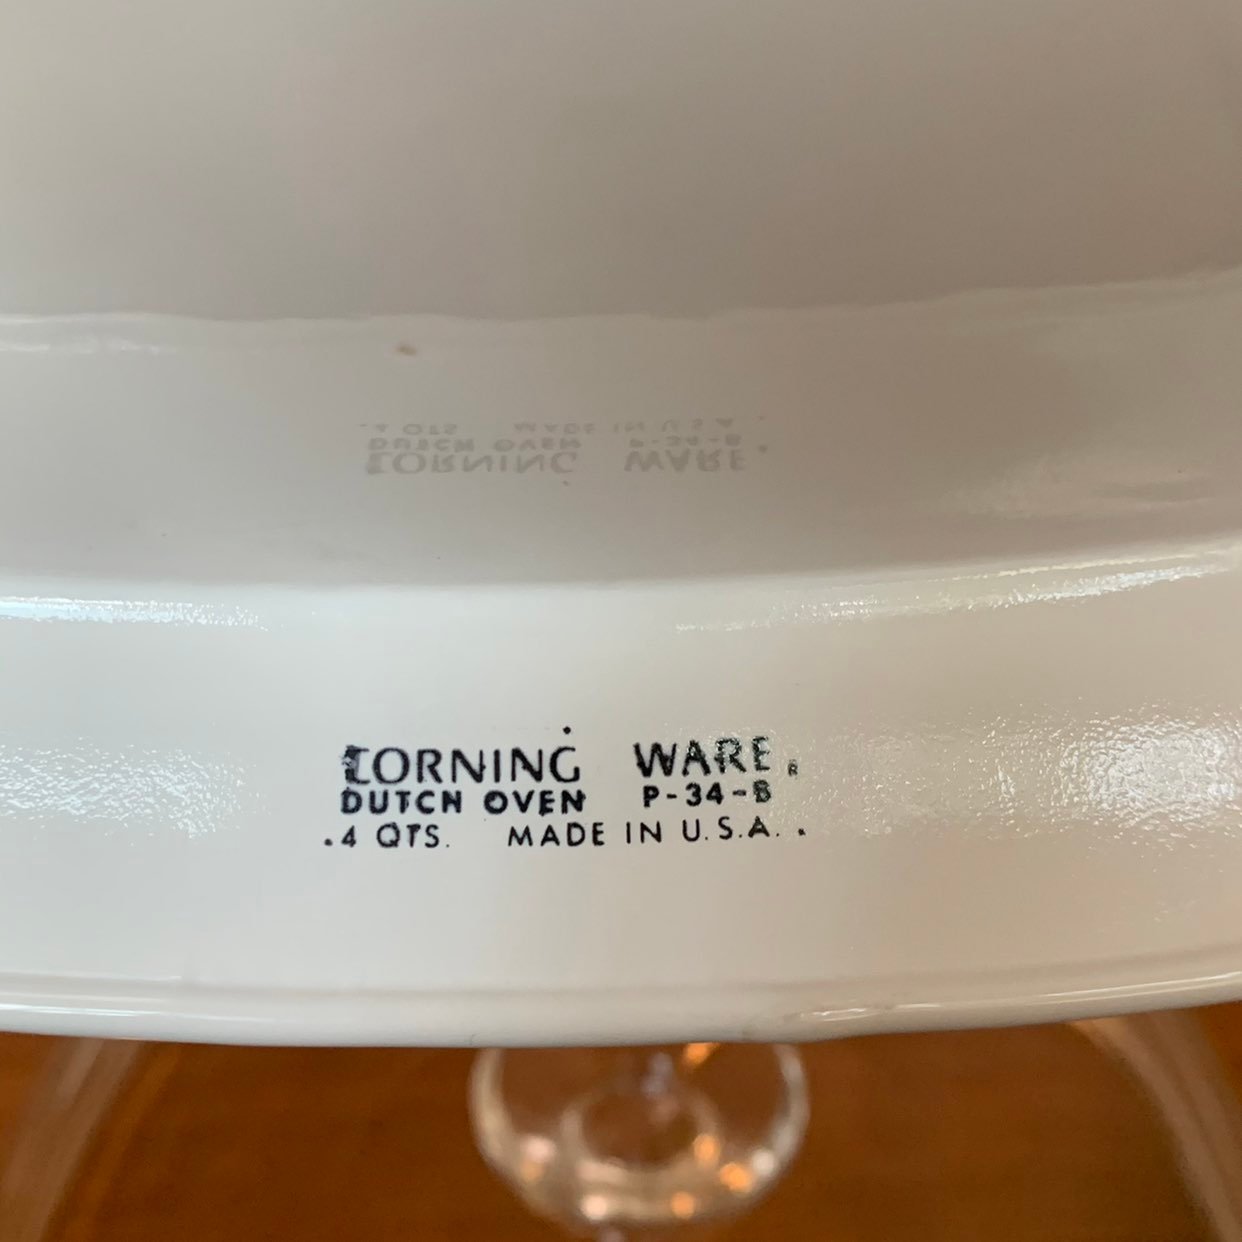 CORNING WARE®
DUTCH OVEN P-34-B
4 QTS. MADE IN U.S.A.